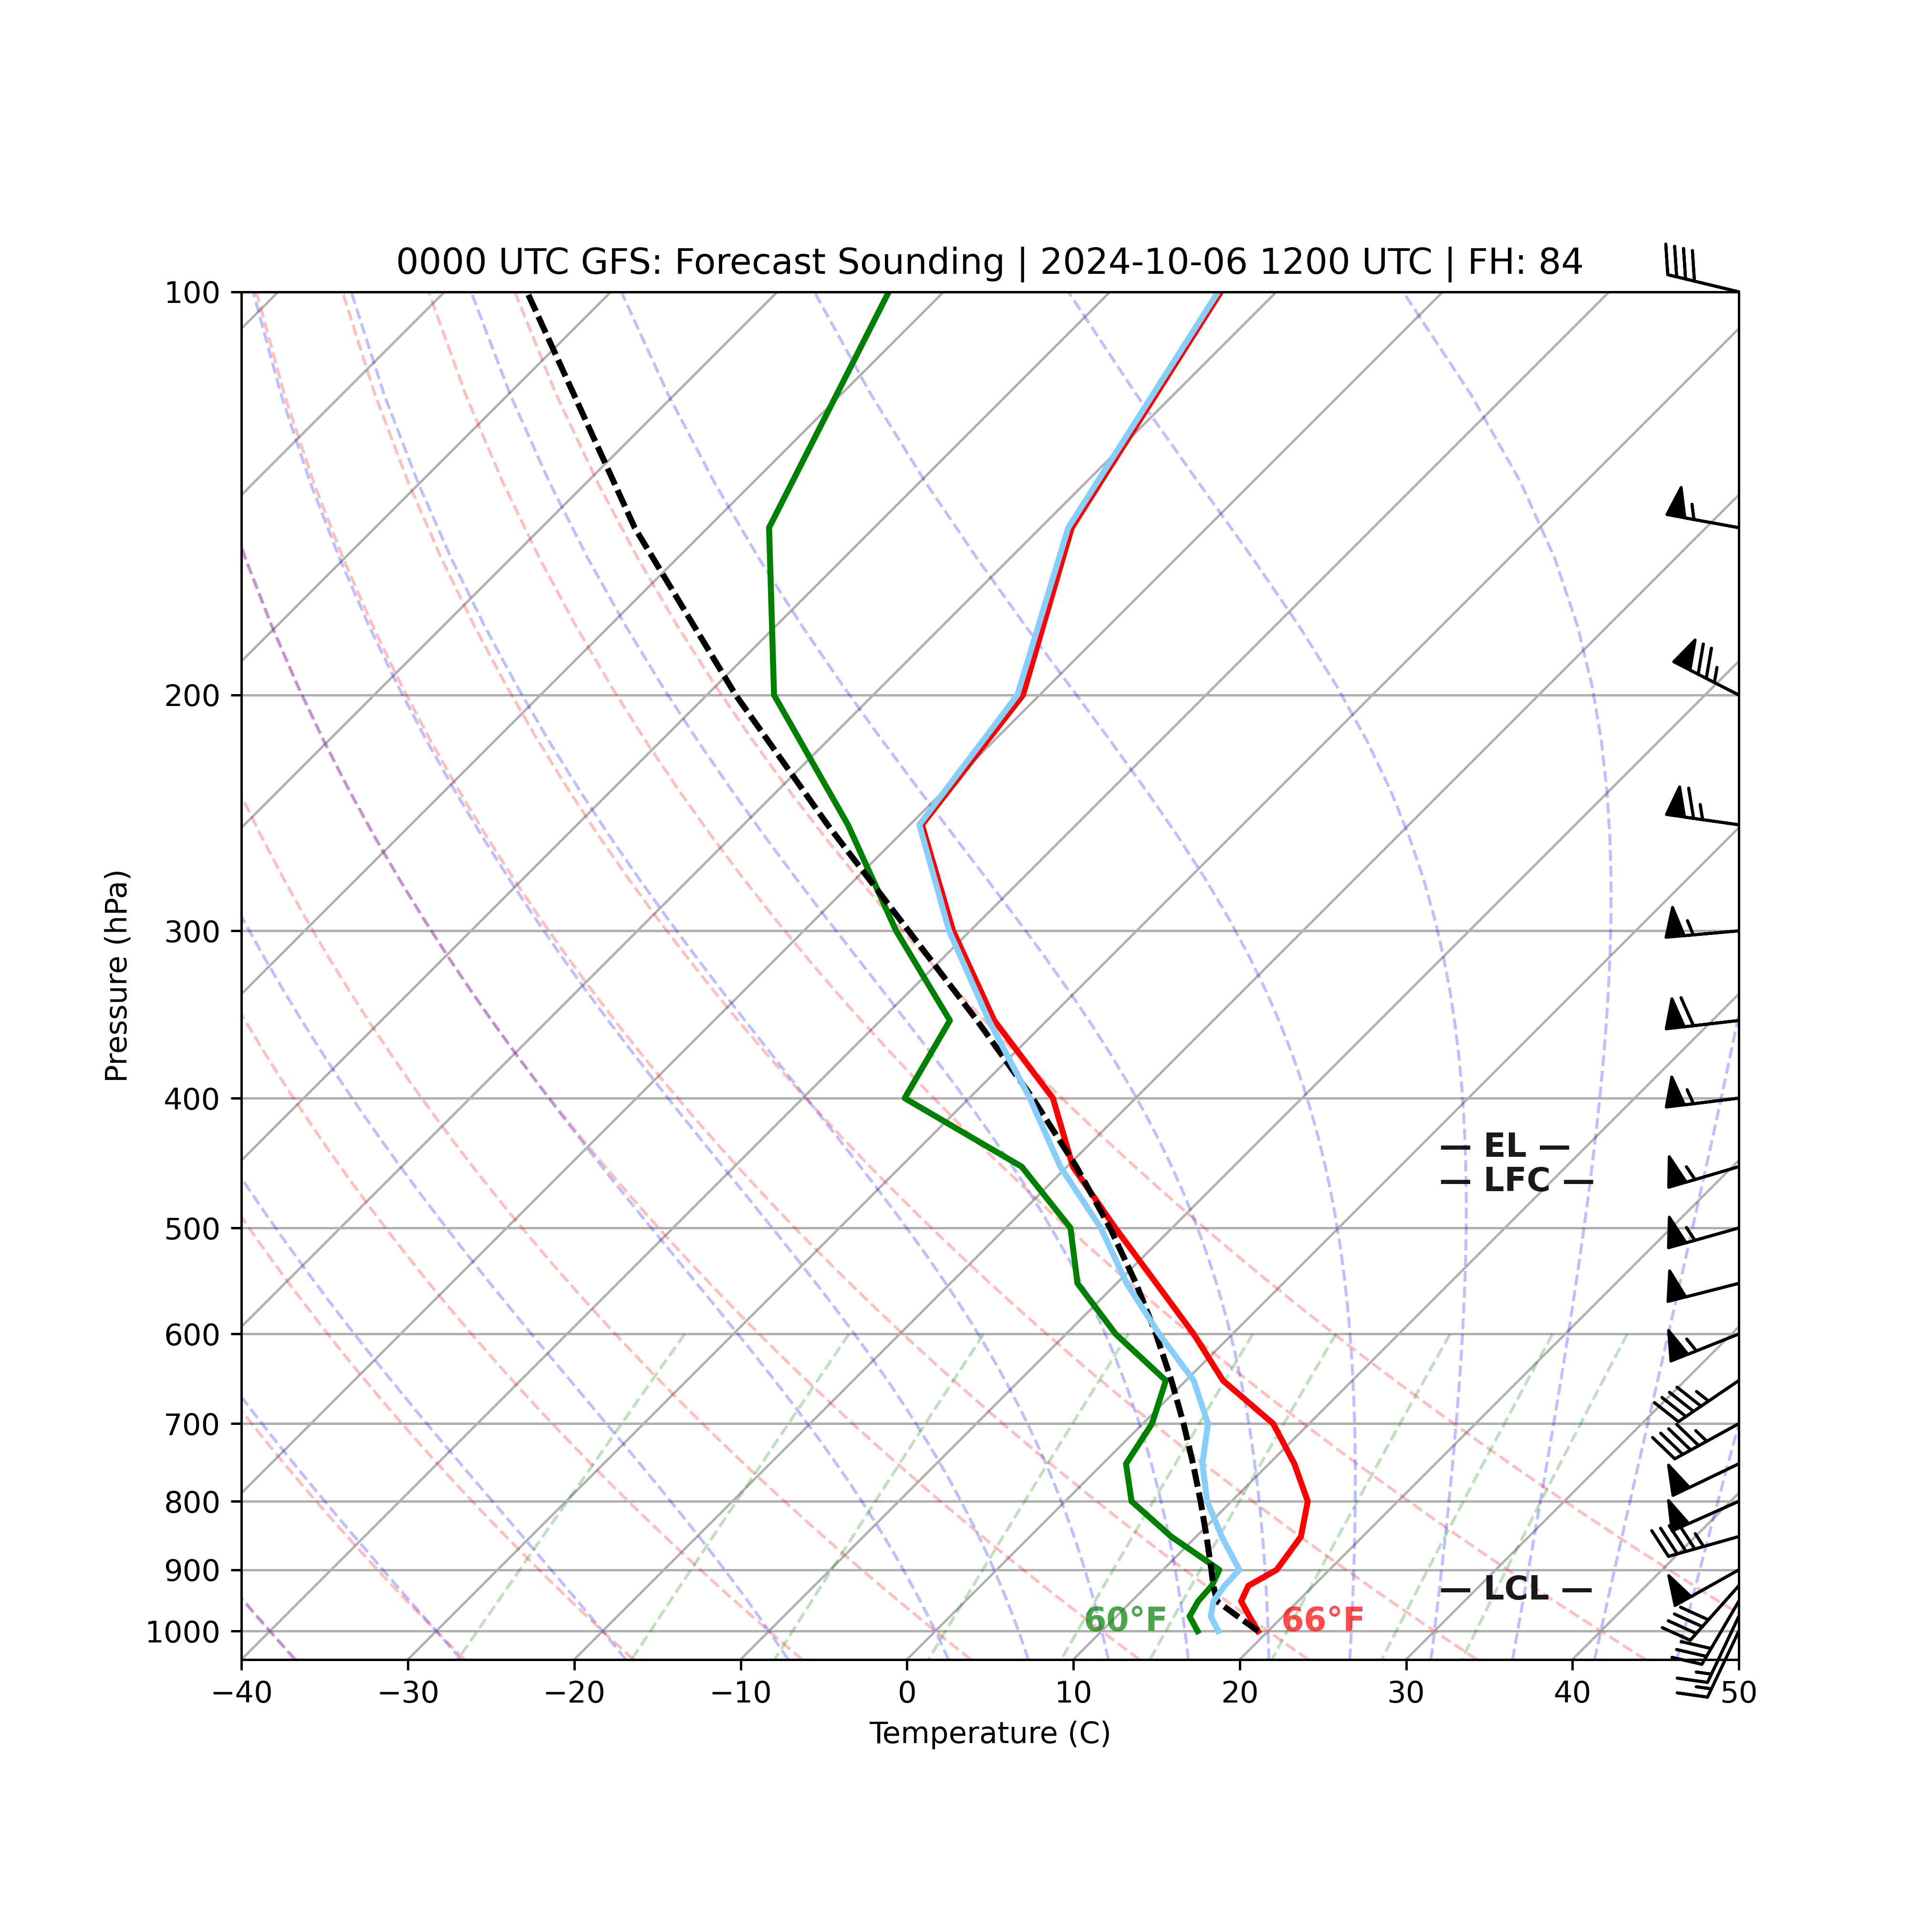 0000 UTC GFS: Forecast Sounding | 2024-10-06 1200 UTC | FH: 84
100
200
300
400
500
600
700
800
900
1000
Pressure (hPa)
— EL —
— LFC —
— LCL —
60°F
66°F
−40 −30 −20 −10 0 10 20 30 40 50
Temperature (C)